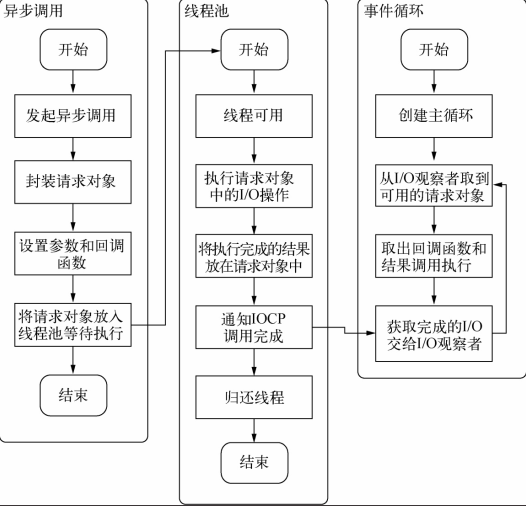 异步调用
开始
发起异步调用
封装请求对象
设置参数和回调
函数
将请求对象放入
线程池等待执行
结束
线程池
开始
线程可用
执行请求对象
中的I/O操作
将执行完成的结果
放在请求对象中
通知IOCP
调用完成
归还线程
结束
事件循环
开始
创建主循环
从I/O观察者取到
可用的请求对象
取出回调函数和
结果调用执行
获取完成的I/O
交给I/O观察者